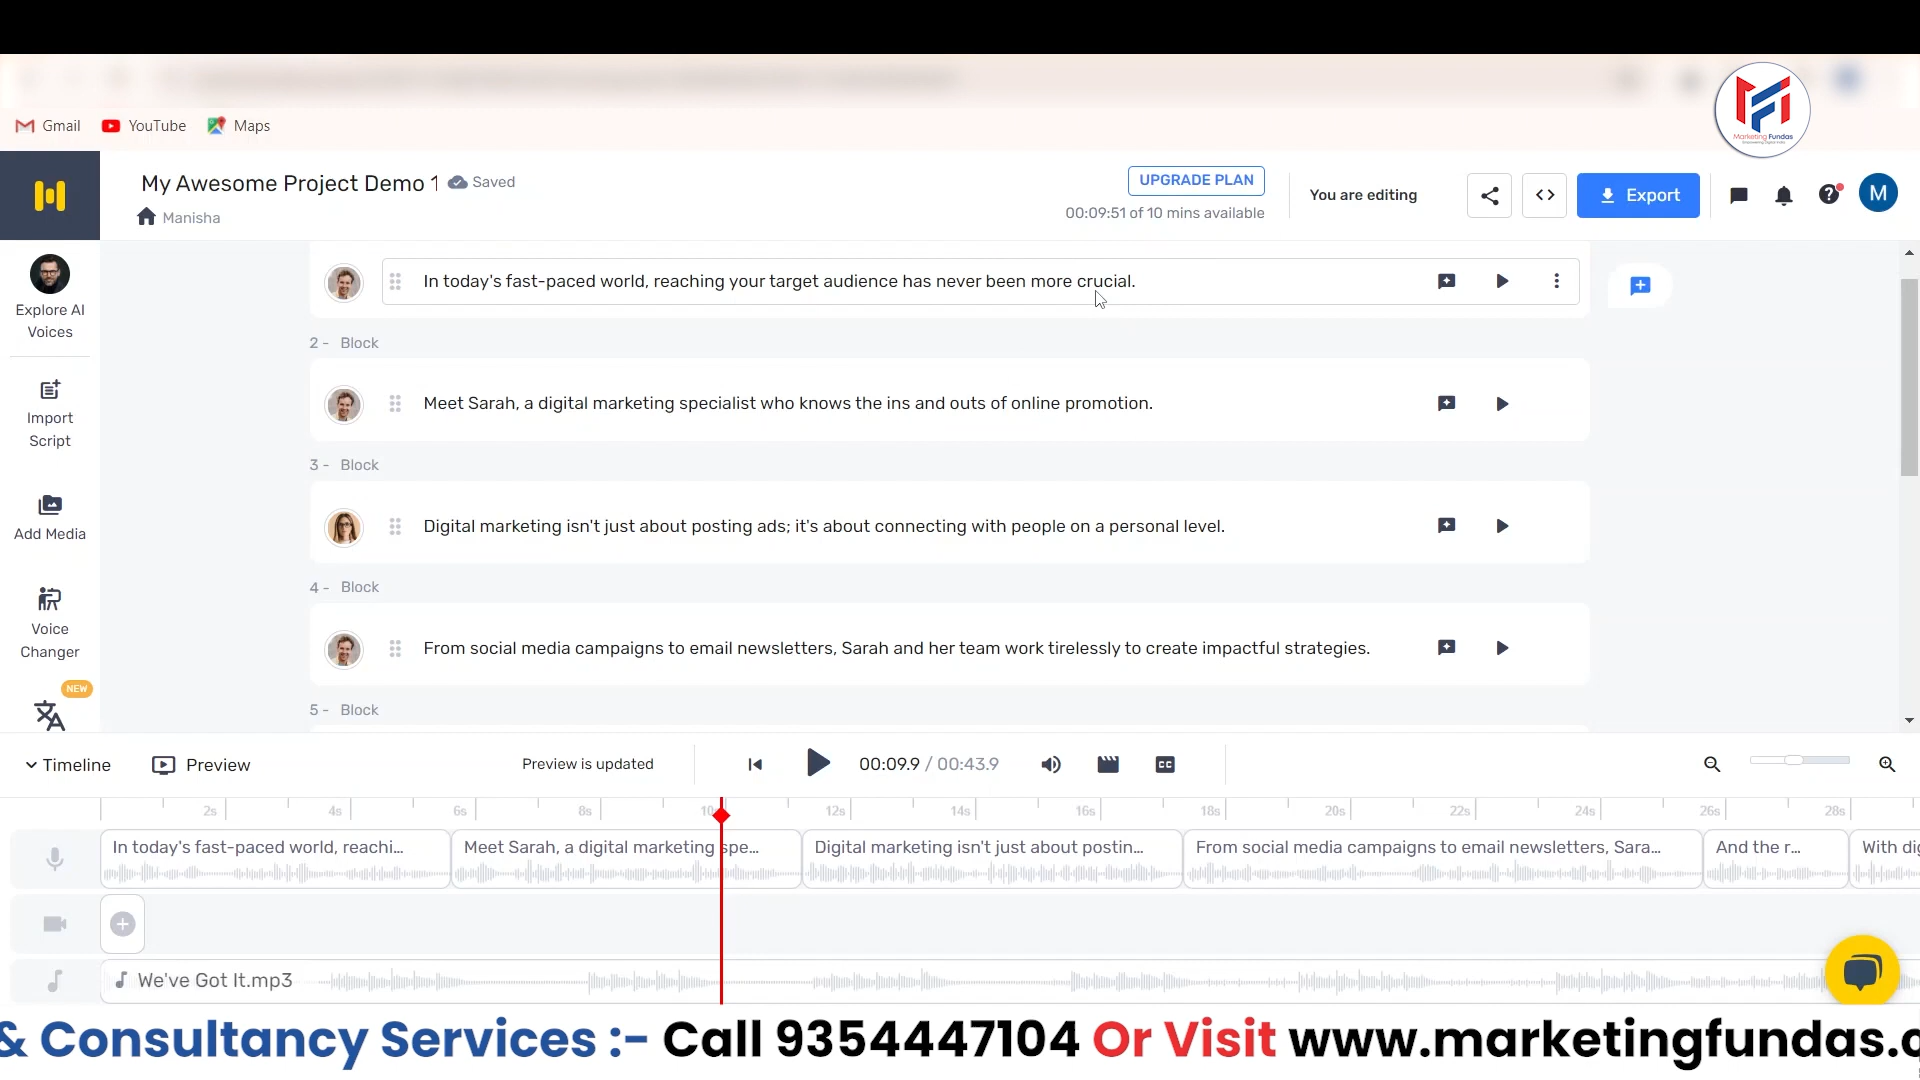 Gmail YouTube Maps
Marketing Fundas
My Awesome Project Demo 1 Saved
Manisha
UPGRADE PLAN
00:09:51 of 10 mins available
You are editing
Export
M
Explore AI
Voices
Import
Script
Add Media
Voice
Changer
NEW
In today's fast-paced world, reaching your target audience has never been more crucial.
2 - Block
Meet Sarah, a digital marketing specialist who knows the ins and outs of online promotion.
3 - Block
Digital marketing isn't just about posting ads; it's about connecting with people on a personal level.
4 - Block
From social media campaigns to email newsletters, Sarah and her team work tirelessly to create impactful strategies.
5 - Block
Timeline Preview Preview is updated 00:09.9 / 00:43.9 CC
2s 4s 6s 8s 10 12s 14s 16s 18s 20s 22s 24s 26s 28s
In today's fast-paced world, reachi... Meet Sarah, a digital marketing spe... Digital marketing isn't just about postin... From social media campaigns to email newsletters, Sara... And the r... With dig
We've Got It.mp3
& Consultancy Services :- Call 9354447104 Or Visit www.marketingfundas.